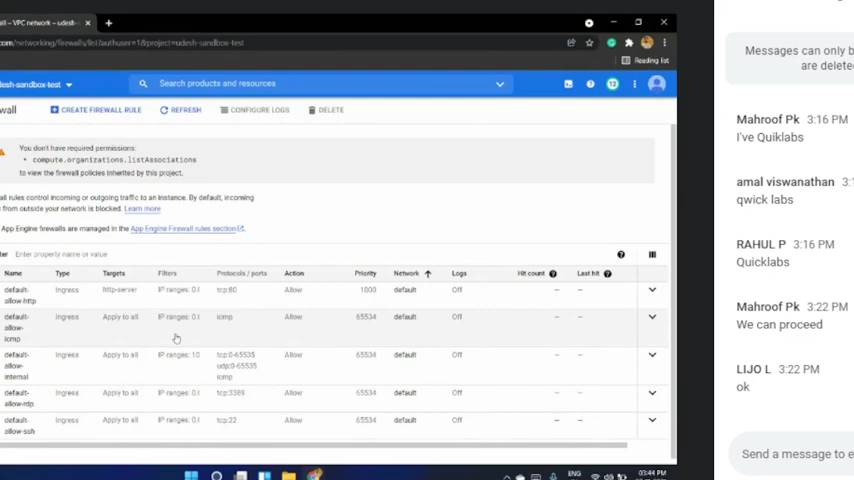 all – VPC network – udesh-
com/networking/firewalls/list?authuser=1&project=udesh-sandbox-test
Reading list
desh-sandbox-test
Search products and resources
12
wall
CREATE FIREWALL RULE
REFRESH
CONFIGURE LOGS
DELETE
You don't have required permissions:
• compute.organizations.listAssociations
to view the firewall policies inherited by this project.
all rules control incoming or outgoing traffic to an instance. By default, incoming
from outside your network is blocked. Learn more
App Engine firewalls are managed in the App Engine Firewall rules section.
ter Enter property name or value
Name Type Targets Filters Protocols / ports Action Priority Network Logs Hit count Last hit
default-allow-http Ingress http-server IP ranges: 0.( tcp:80 Allow 1000 default Off – –
default-allow-icmp Ingress Apply to all IP ranges: 0.( icmp Allow 65534 default Off – –
default-allow-internal Ingress Apply to all IP ranges: 10 tcp:0-65535 udp:0-65535 icmp Allow 65534 default Off – –
default-allow-rdp Ingress Apply to all IP ranges: 0.( tcp:3389 Allow 65534 default Off – –
default-allow-ssh Ingress Apply to all IP ranges: 0.( tcp:22 Allow 65534 default Off – –
ENG
03:44 PM
Messages can only b
are delete
Mahroof Pk 3:16 PM
I've Quiklabs
amal viswanathan 3:1
qwick labs
RAHUL P 3:16 PM
Quicklabs
Mahroof Pk 3:22 PM
We can proceed
LIJO L 3:22 PM
ok
Send a message to e